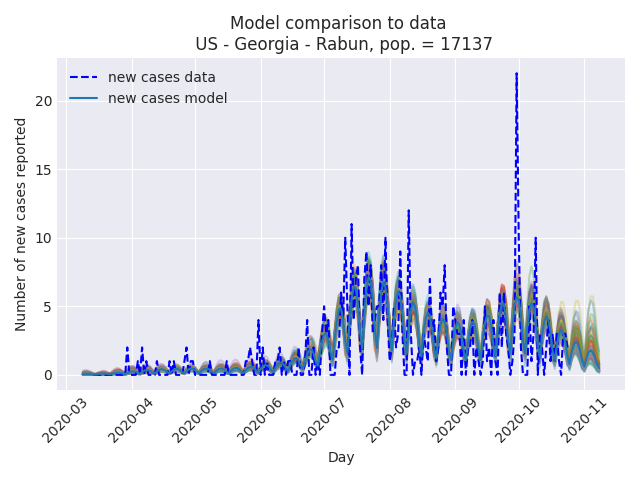 Model comparison to data
US - Georgia - Rabun, pop. = 17137
new cases data
new cases model
Number of new cases reported
20
15
10
5
0
2020-03
2020-04
2020-05
2020-06
2020-07
2020-08
2020-09
2020-10
2020-11
Day